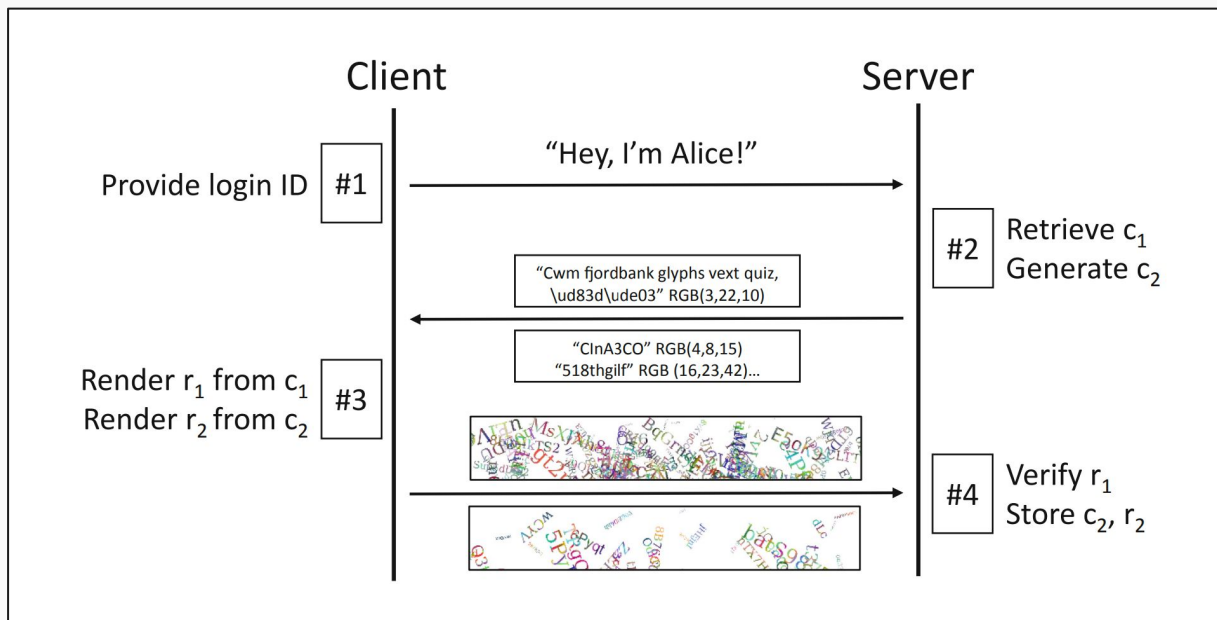 Client
Server
“Hey, I’m Alice!”
Provide login ID
#1
#2
Retrieve c₁
Generate c₂
“Cwm fjordbank glyphs vext quiz,
\ud83d\ude03” RGB(3,22,10)
“ClnA3CO” RGB(4,8,15)
“518thgilf” RGB (16,23,42)...
Render r₁ from c₁
Render r₂ from c₂
#3
#4
Verify r₁
Store c₂, r₂